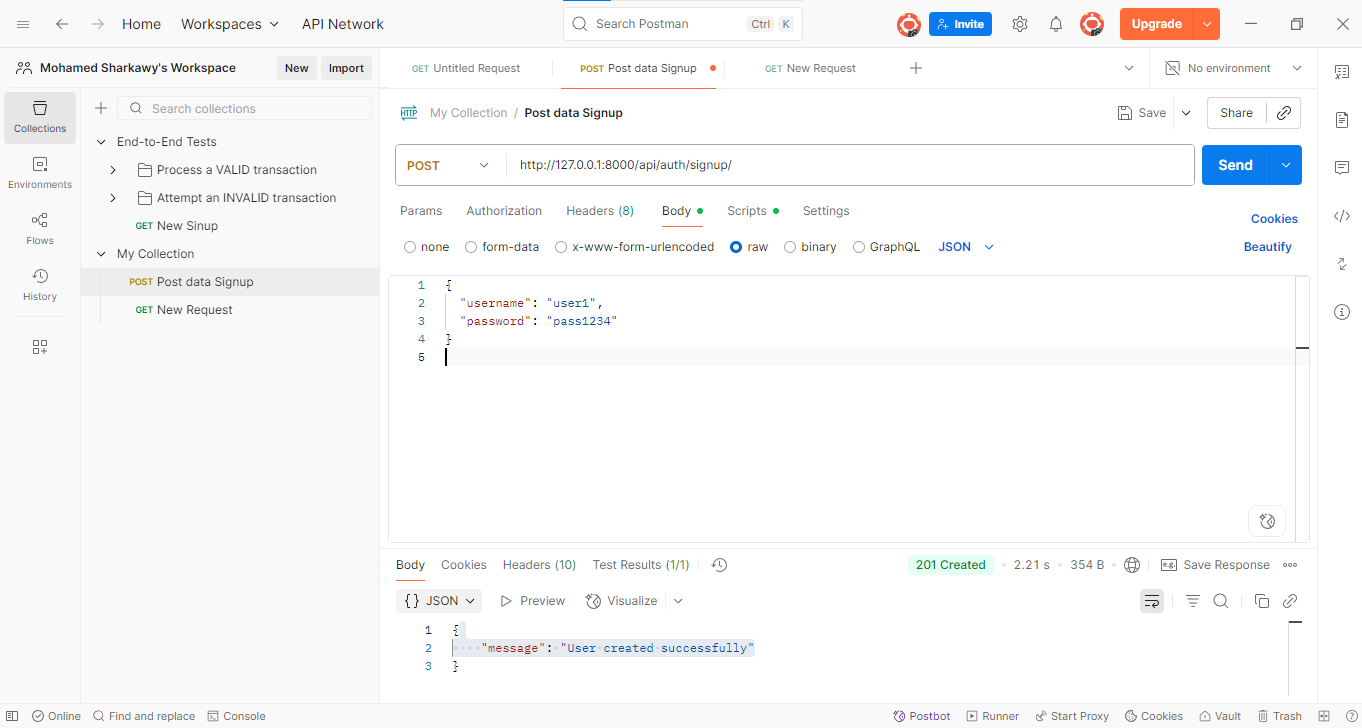 Home Workspaces API Network Search Postman Ctrl K Invite Upgrade
Mohamed Sharkawy's Workspace New Import
GET Untitled Request POST Post data Signup GET New Request No environment
Collections
Environments
Flows
History
Search collections
End-to-End Tests
Process a VALID transaction
Attempt an INVALID transaction
GET New Sinup
My Collection
POST Post data Signup
GET New Request
HTTP My Collection / Post data Signup Save Share
POST http://127.0.0.1:8000/api/auth/signup/ Send
Params Authorization Headers (8) Body Scripts Settings Cookies
none form-data x-www-form-urlencoded raw binary GraphQL JSON Beautify
1 {
2 "username": "user1",
3 "password": "pass1234"
4 }
5
Body Cookies Headers (10) Test Results (1/1) 201 Created 2.21 s 354 B e.g. Save Response
{} JSON Preview Visualize
1 {
2 ····"message":·"User·created·successfully"
3 }
Online Find and replace Console Postbot Runner Start Proxy Cookies Vault Trash